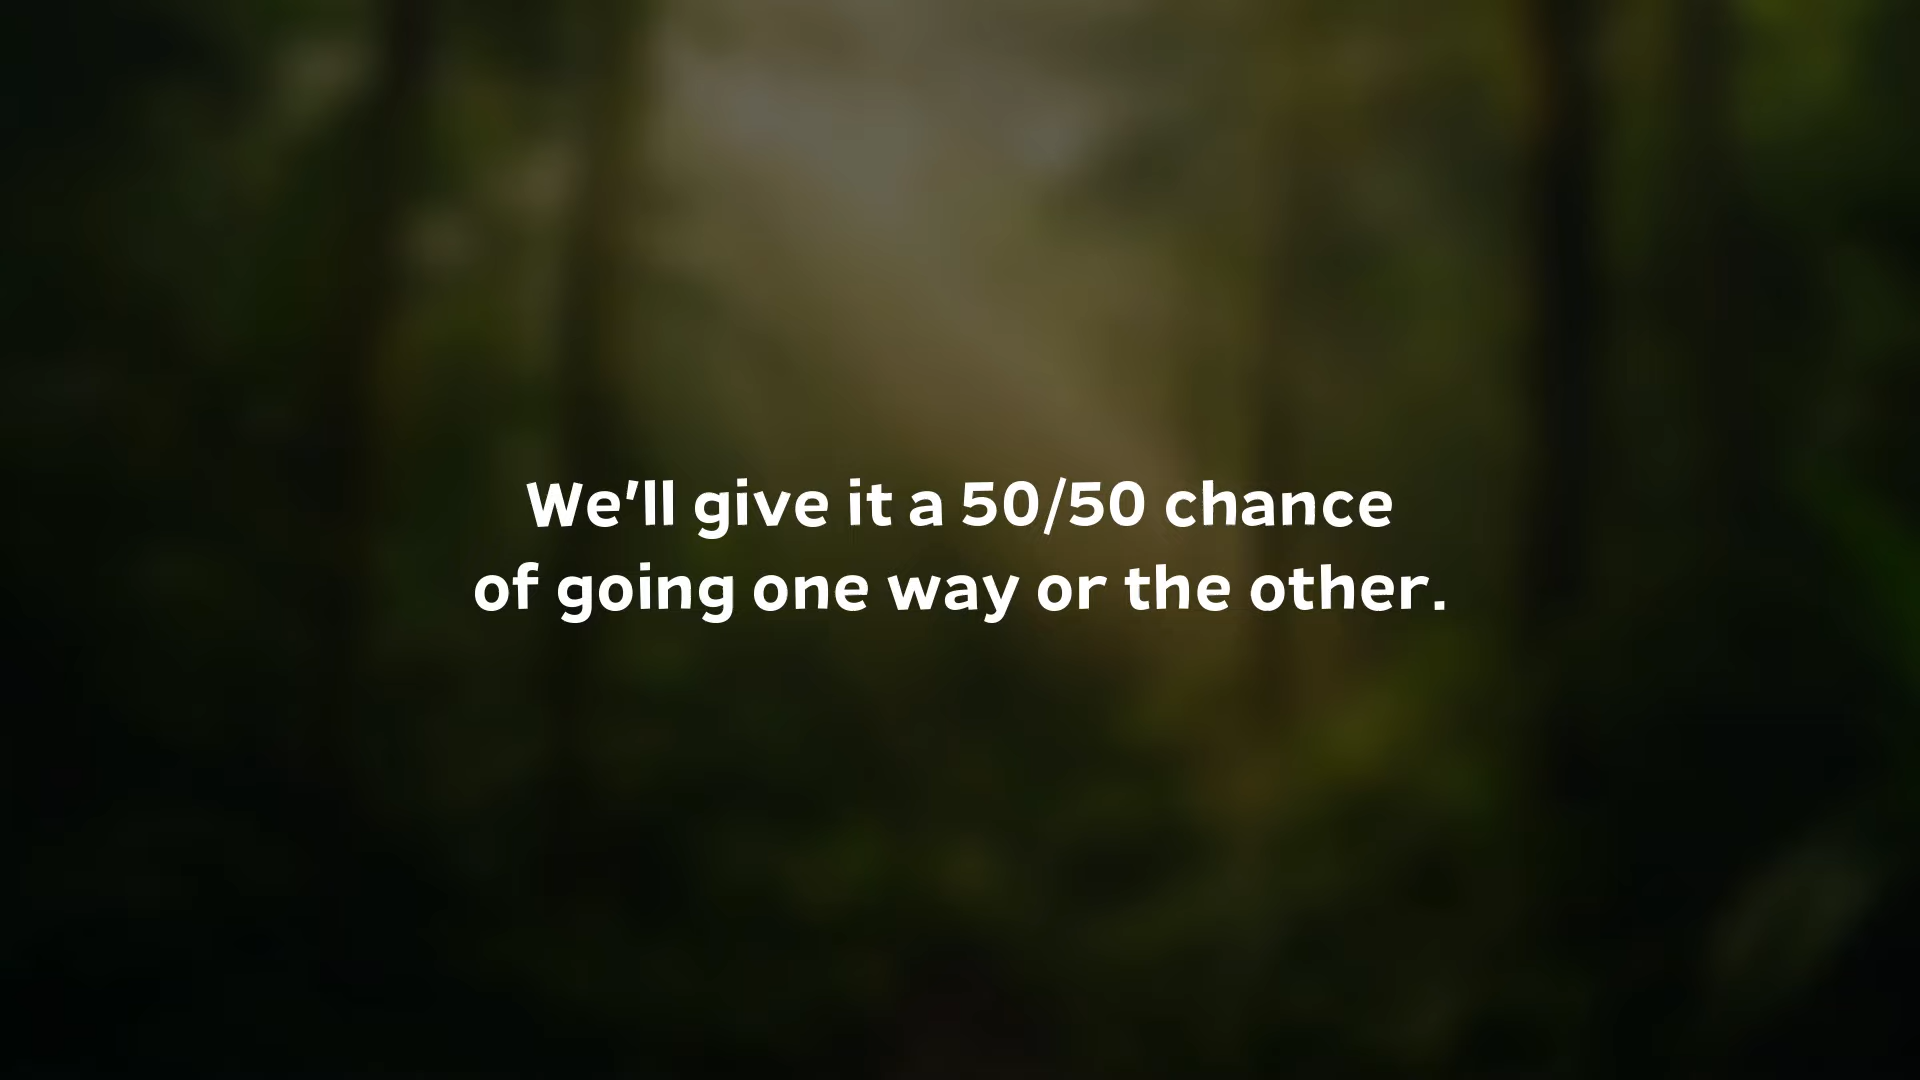 We'll give it a 50/50 chance
of going one way or the other.